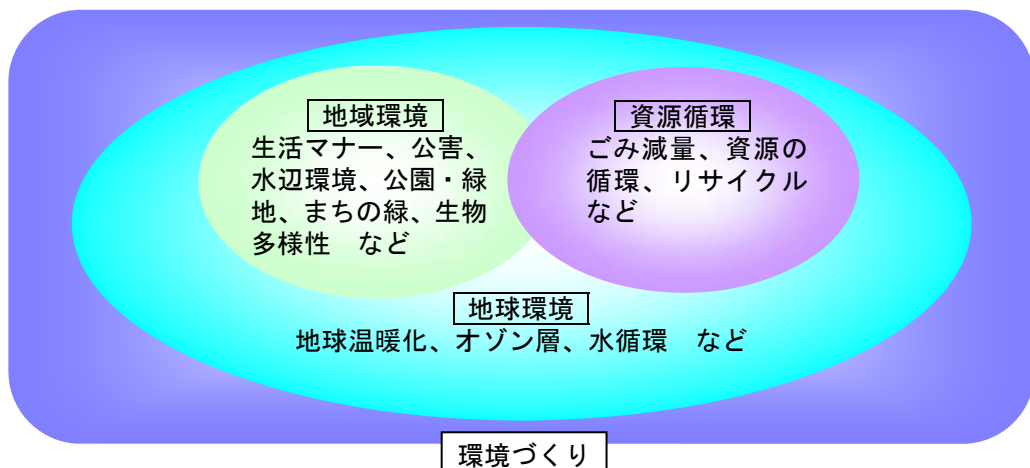 地域環境
生活マナー、公害、
水辺環境、公園・緑
地、まちの緑、生物
多様性　など
資源循環
ごみ減量、資源の
循環、リサイクル
など
地球環境
地球温暖化、オゾン層、水循環　など
環境づくり